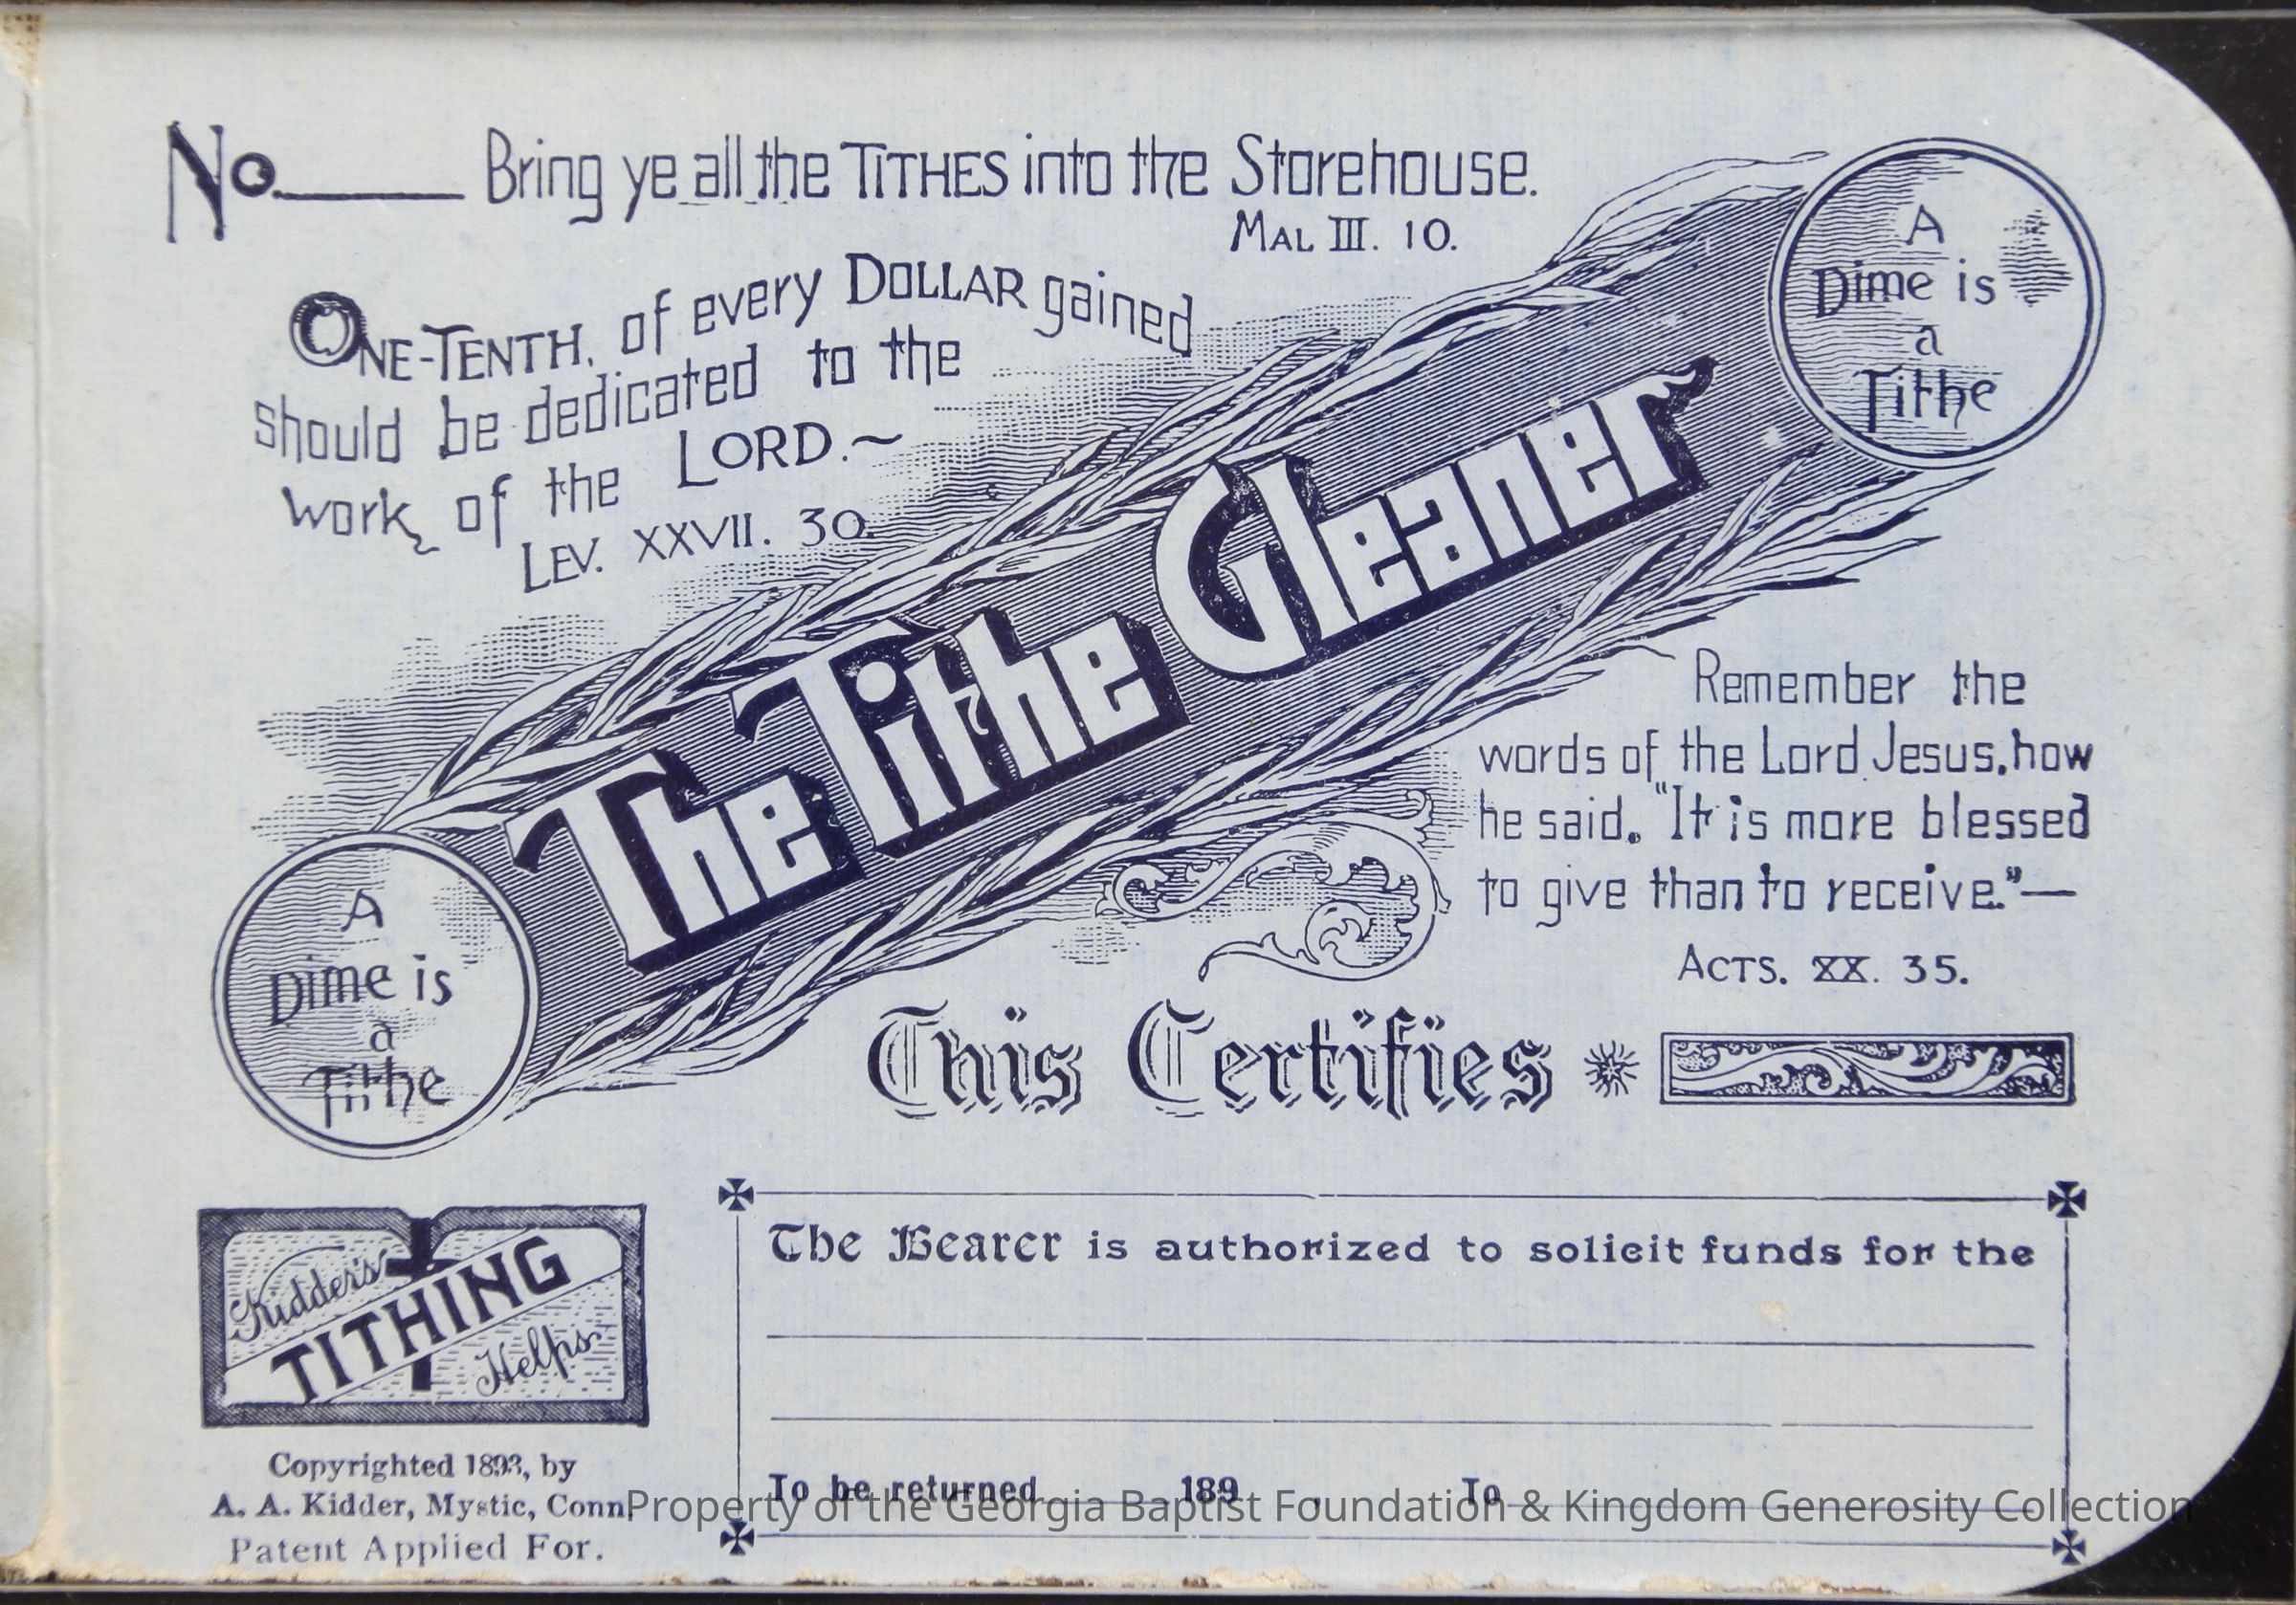 No.
Bring ye all the TITHES into the Storehouse.
MAL III. 10.
ONE-TENTH, of every DOLLAR gained
should be dedicated to the
work of the LORD.~
LEV. XXVII. 30.
A
Dime is
a
Tithe
The Tithe Gleaner
A
Dime is
a
Tithe
Remember the
words of the Lord Jesus, how
he said, "It is more blessed
to give than to receive."—
ACTS. XX. 35.
This Certifies
Kidder's
TITHING
Helps
Copyrighted 1893, by
A. A. Kidder, Mystic, Conn.
Patent Applied For.
The Bearer is authorized to solicit funds for the
To be returned 189 , To
Property of the Georgia Baptist Foundation & Kingdom Generosity Collection